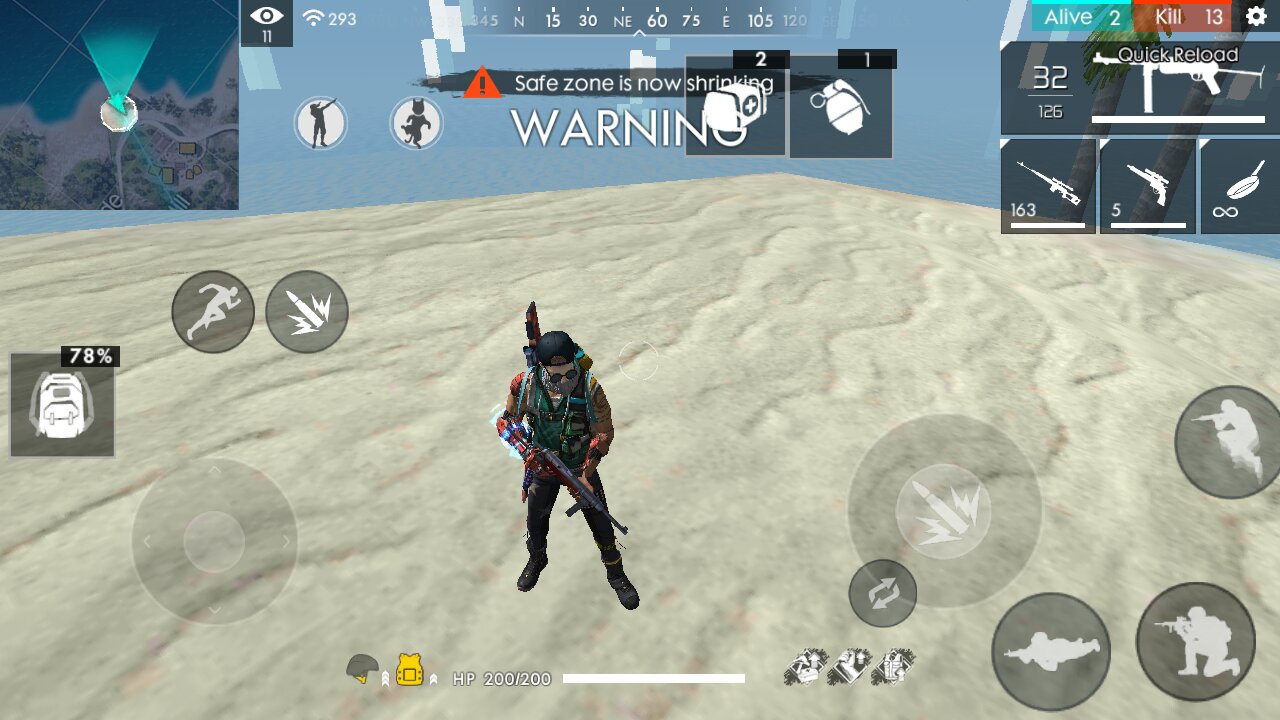 11
293
345 N 15 30 NE 60 75 E 105 120
Alive 2
Kill 13
Safe zone is now shrinking
WARNING
2
1
Quick Reload
32
126
163
5
∞
78%
HP 200/200